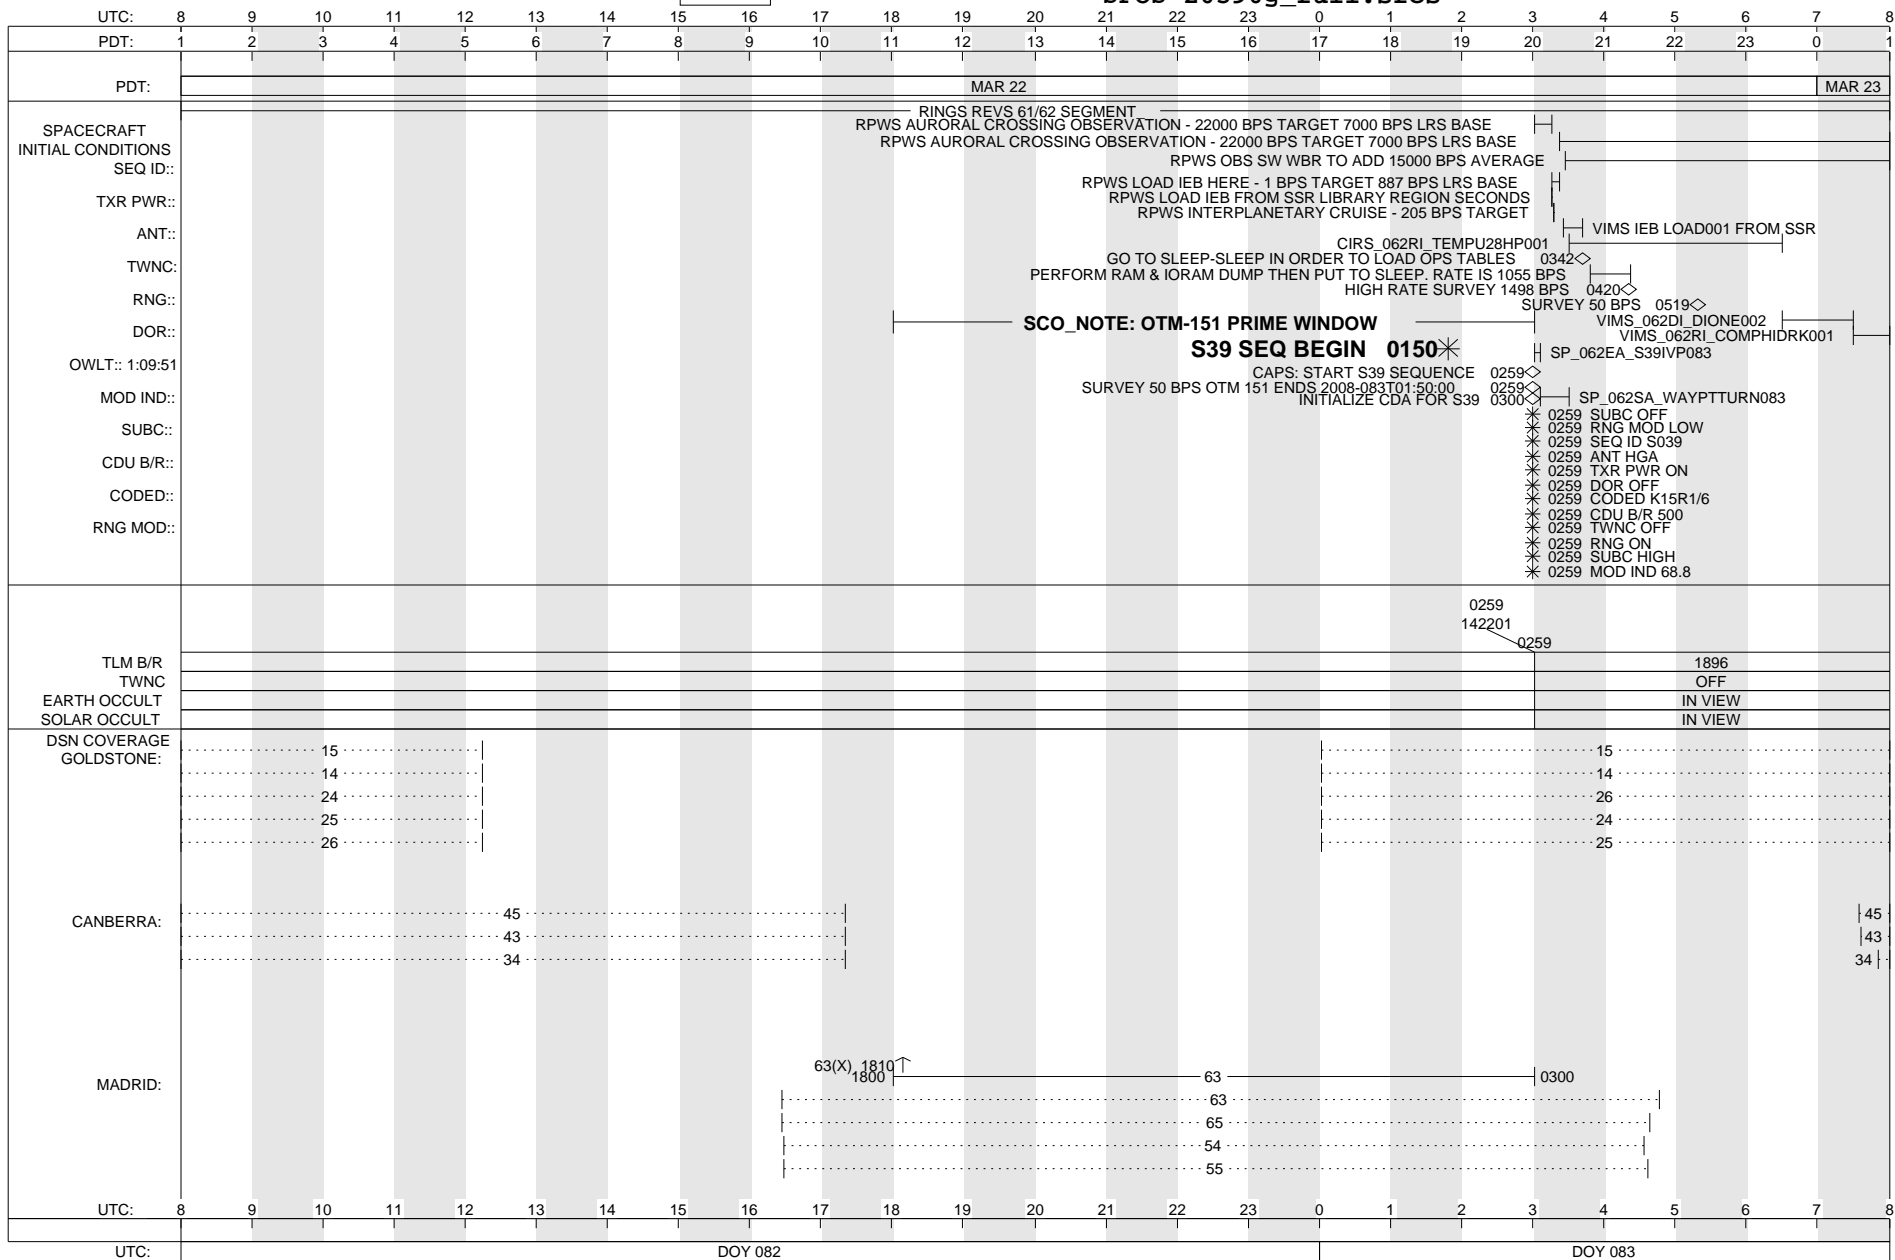 UTC: 8 9 10 11 12 13 14 15 16 17 18 19 20 21 22 23 0 1 2 3 4 5 6 7 8
PDT: 1 2 3 4 5 6 7 8 9 10 11 12 13 14 15 16 17 18 19 20 21 22 23 0 1
PDT: MAR 22 MAR 23
RINGS REVS 61/62 SEGMENT_
SPACECRAFT
INITIAL CONDITIONS
SEQ ID::
TXR PWR::
ANT::
TWNC:
RNG::
DOR::
OWLT:: 1:09:51
MOD IND::
SUBC::
CDU B/R::
CODED::
RNG MOD::
RPWS AURORAL CROSSING OBSERVATION - 22000 BPS TARGET 7000 BPS LRS BASE
RPWS AURORAL CROSSING OBSERVATION - 22000 BPS TARGET 7000 BPS LRS BASE
RPWS OBS SW WBR TO ADD 15000 BPS AVERAGE
RPWS LOAD IEB HERE - 1 BPS TARGET 887 BPS LRS BASE
RPWS LOAD IEB FROM SSR LIBRARY REGION SECONDS
RPWS INTERPLANETARY CRUISE - 205 BPS TARGET
VIMS IEB LOAD001 FROM SSR
CIRS_062RI_TEMPU28HP001
GO TO SLEEP-SLEEP IN ORDER TO LOAD OPS TABLES 0342
PERFORM RAM & IORAM DUMP THEN PUT TO SLEEP. RATE IS 1055 BPS
HIGH RATE SURVEY 1498 BPS 0420
SURVEY 50 BPS 0519
VIMS_062DI_DIONE002
SCO_NOTE: OTM-151 PRIME WINDOW
VIMS_062RI_COMPHIDRK001
S39 SEQ BEGIN 0150
SP_062EA_S39IVP083
CAPS: START S39 SEQUENCE 0259
SURVEY 50 BPS OTM 151 ENDS 2008-083T01:50:00 0259
INITIALIZE CDA FOR S39 0300
SP_062SA_WAYPTTURN083
0259 SUBC OFF
0259 RNG MOD LOW
0259 SEQ ID S039
0259 ANT HGA
0259 TXR PWR ON
0259 DOR OFF
0259 CODED K15R1/6
0259 CDU B/R 500
0259 TWNC OFF
0259 RNG ON
0259 SUBC HIGH
0259 MOD IND 68.8
0259
142201
0259
TLM B/R 1896
TWNC OFF
EARTH OCCULT IN VIEW
SOLAR OCCULT IN VIEW
DSN COVERAGE
GOLDSTONE:
15 15
14 14
24 26
25 24
26 25
CANBERRA:
45 45
43 43
34 34
MADRID:
63(X) 1810
1800 63 0300
63
65
54
55
UTC: 8 9 10 11 12 13 14 15 16 17 18 19 20 21 22 23 0 1 2 3 4 5 6 7 8
UTC: DOY 082 DOY 083